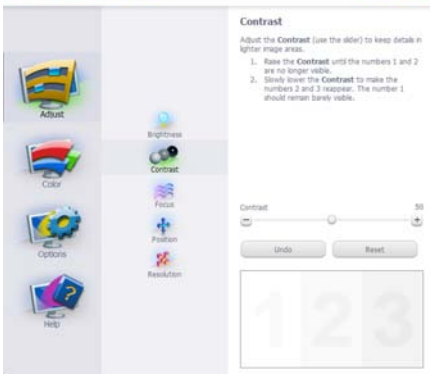 Adjust
Color
Options
Help
Brightness
Contrast
Focus
Position
Resolution
Contrast
Adjust the Contrast (use the slider) to keep details in
lighter image areas.
1. Raise the Contrast until the numbers 1 and 2
are no longer visible.
2. Slowly lower the Contrast to make the
numbers 2 and 3 reappear. The number 1
should remain barely visible.
Contrast 50
Undo Reset
1 2 3